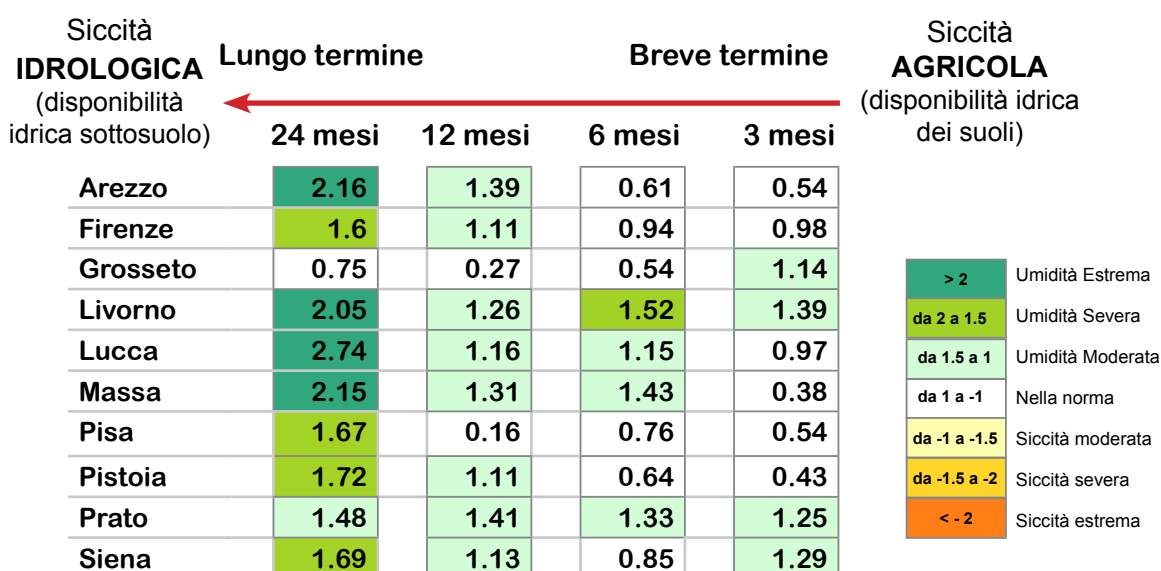 Siccità
IDROLOGICA
(disponibilità
idrica sottosuolo)
Lungo termine
Breve termine
Siccità
AGRICOLA
(disponibilità idrica
dei suoli)
24 mesi 12 mesi 6 mesi 3 mesi
Arezzo 2.16 1.39 0.61 0.54
Firenze 1.6 1.11 0.94 0.98
Grosseto 0.75 0.27 0.54 1.14
Livorno 2.05 1.26 1.52 1.39
Lucca 2.74 1.16 1.15 0.97
Massa 2.15 1.31 1.43 0.38
Pisa 1.67 0.16 0.76 0.54
Pistoia 1.72 1.11 0.64 0.43
Prato 1.48 1.41 1.33 1.25
Siena 1.69 1.13 0.85 1.29
> 2 Umidità Estrema
da 2 a 1.5 Umidità Severa
da 1.5 a 1 Umidità Moderata
da 1 a -1 Nella norma
da -1 a -1.5 Siccità moderata
da -1.5 a -2 Siccità severa
< - 2 Siccità estrema